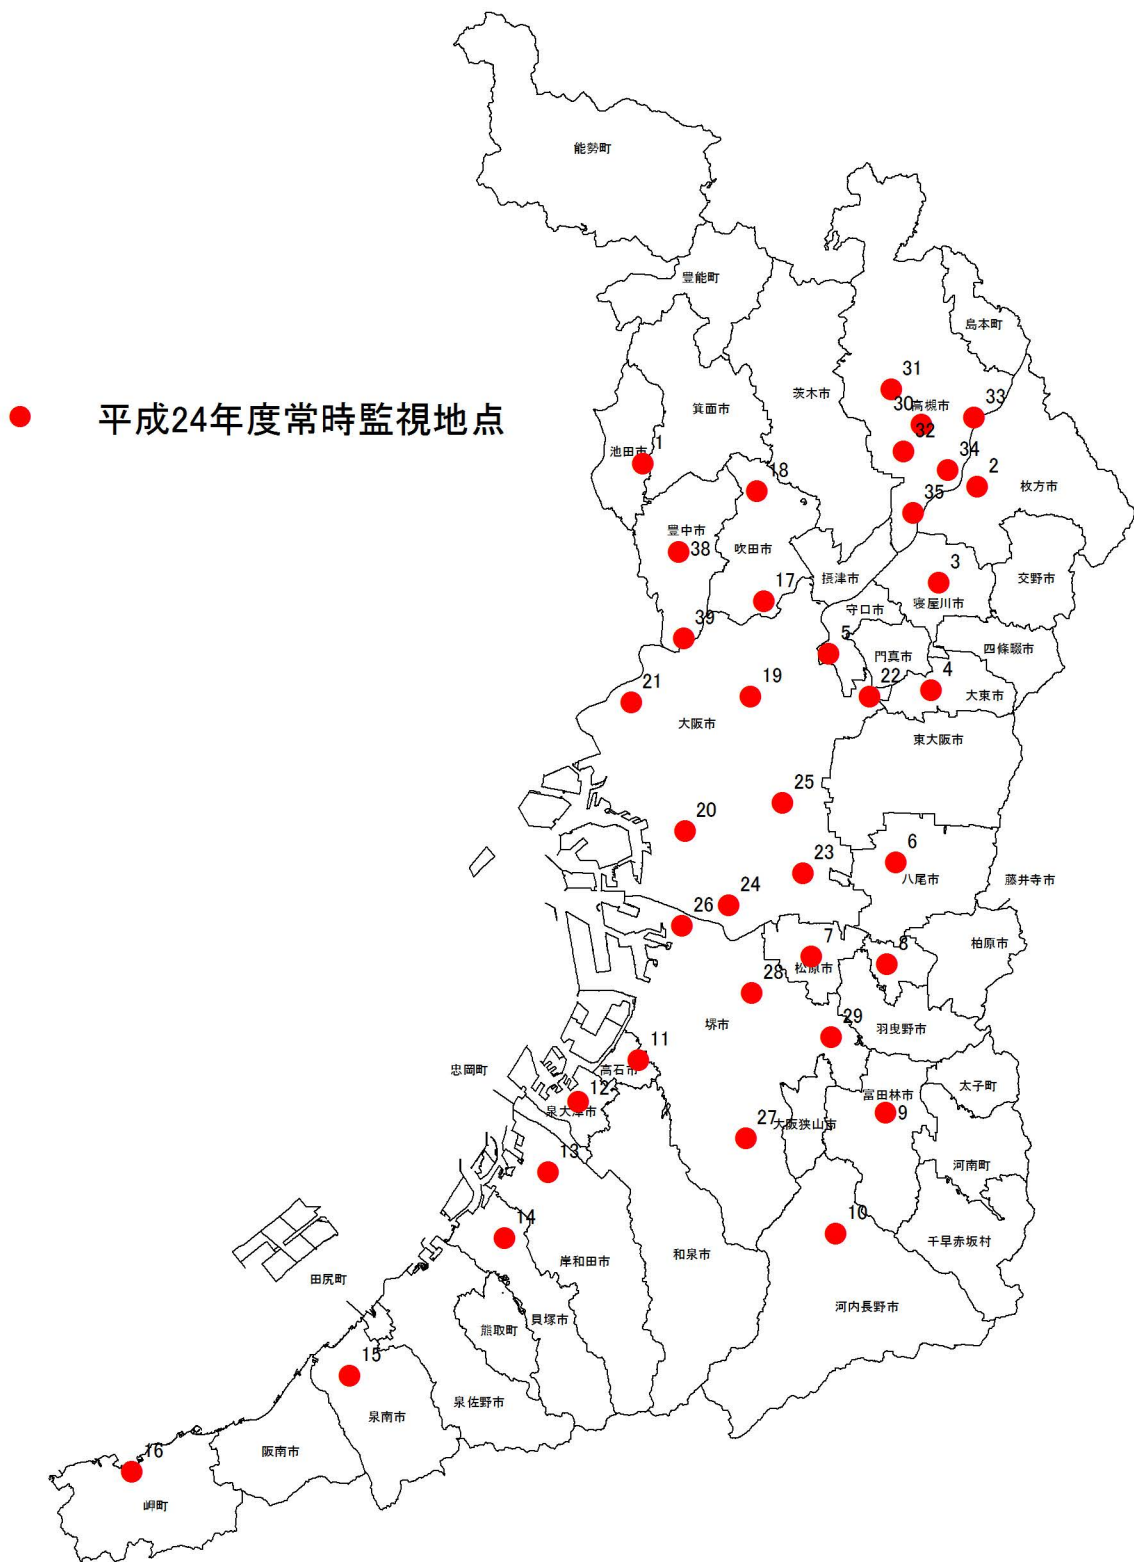 能勢町
豊能町
島本町
31
茨木市
高槻市
33
30
箕面市
平成24年度常時監視地点
32
1
池田市
34
18
2
枚方市
35
豊中市
38
吹田市
3
摂津市
交野市
17
寝屋川市
守口市
39
5
四條畷市
門真市
4
22
19
大東市
21
大阪市
東大阪市
25
20
6
23
八尾市
藤井寺市
24
26
7
柏原市
8
松原市
28
堺市
羽曳野市
29
11
忠岡町
高石市
太子町
12
富田林市
泉大津市
9
大阪狭山市
27
13
河南町
10
14
千早赤坂村
岸和田市
和泉市
田尻町
河内長野市
貝塚市
熊取町
15
泉佐野市
泉南市
阪南市
16
岬町